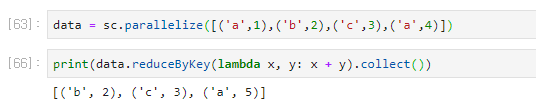 [63]: data = sc.parallelize([('a',1),('b',2),('c',3),('a',4)])
[66]: print(data.reduceByKey(lambda x, y: x + y).collect())
[('b', 2), ('c', 3), ('a', 5)]